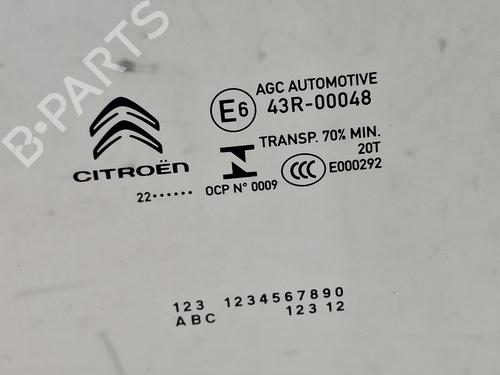 B-PARTS
AGC AUTOMOTIVE
E6 43R-00048
CITROËN
TRANSP. 70% MIN.
20T
CCC E000292
22......
OCP N° 0009
123 1234567890
ABC 123 12